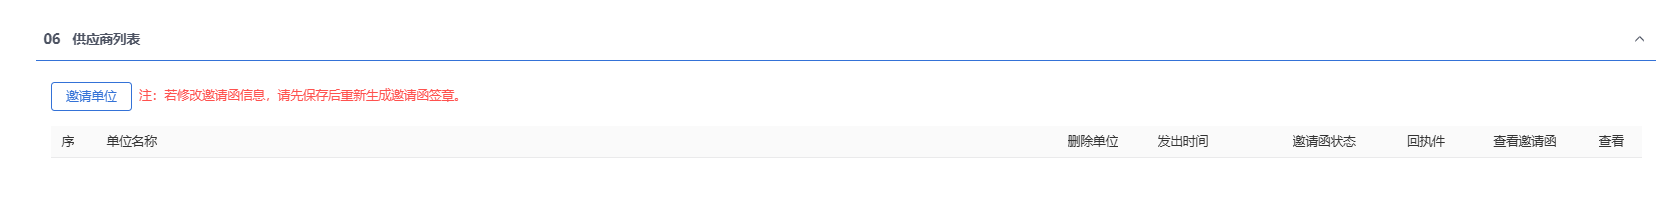 06 供应商列表
邀请单位 注：若修改邀请函信息，请先保存后重新生成邀请函签章。
序 单位名称 删除单位 发出时间 邀请函状态 回执件 查看邀请函 查看